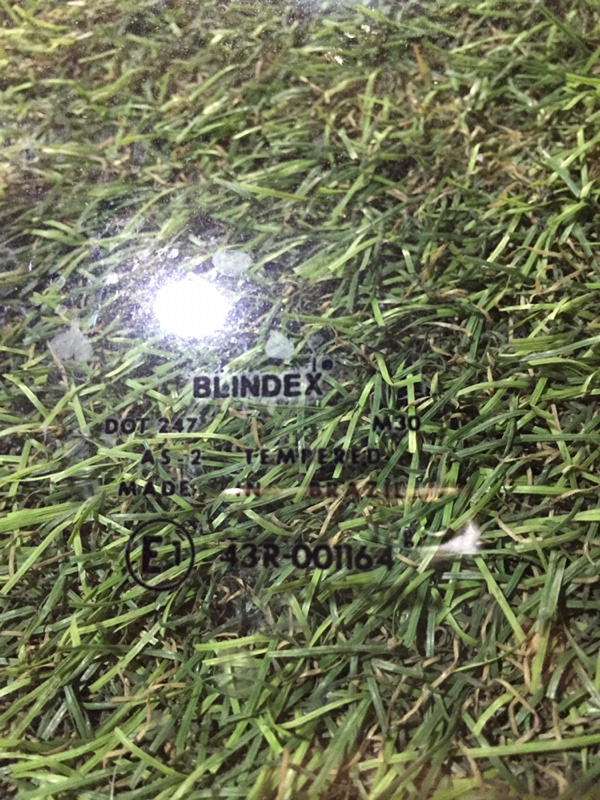 BLINDEX
DOT 247 M30
AS 2 TEMPERED
MADE IN BRAZIL
E1 43R-001164